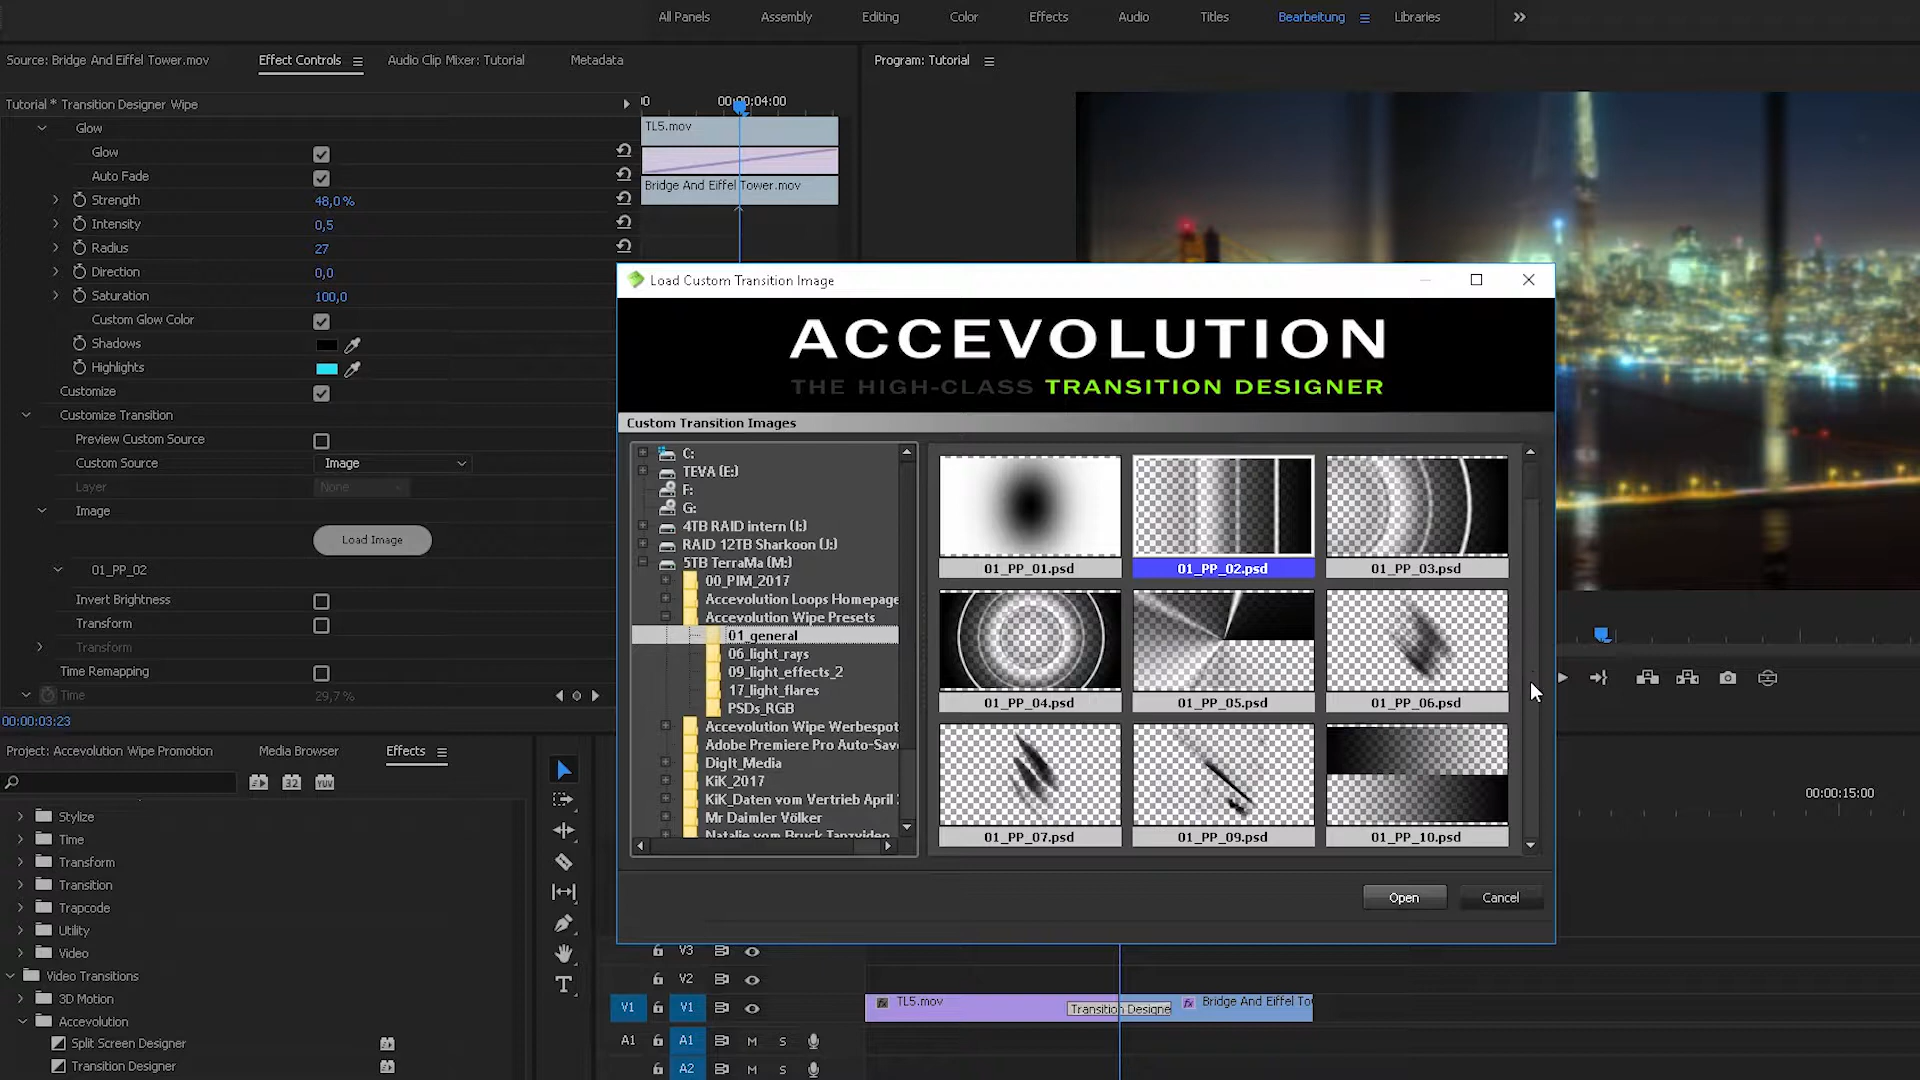 All Panels
Assembly
Editing
Color
Effects
Audio
Titles
Bearbeitung
Libraries
Source: Bridge And Eiffel Tower.mov
Effect Controls
Audio Clip Mixer: Tutorial
Metadata
Program: Tutorial
Tutorial * Transition Designer Wipe
00:00:04:00
Glow
TL5.mov
Glow
Auto Fade
Bridge And Eiffel Tower.mov
Strength
48,0 %
Intensity
0,5
Radius
27
Direction
0,0
Saturation
100,0
Custom Glow Color
Shadows
Highlights
Customize
Customize Transition
Preview Custom Source
Custom Source
Image
Layer
None
Image
Load Image
01_PP_02
Invert Brightness
Transform
Transform
Time Remapping
Time
29,7 %
00:00:03:23
Load Custom Transition Image
ACCEVOLUTION
THE HIGH-CLASS TRANSITION DESIGNER
Custom Transition Images
C:
TEVA (E:)
F:
G:
4TB RAID intern (I:)
RAID 12TB Sharkoon (J:)
5TB TerraMa (M:)
00_PIM_2017
Accevolution Loops Homepage
Accevolution Wipe Presets
01_general
06_light_rays
09_light_effects_2
17_light_flares
PSDs_RGB
Accevolution Wipe Werbespot
Adobe Premiere Pro Auto-Sav
DigIt_Media
KiK_2017
KiK_Daten vom Vertrieb April
Mr Daimler Völker
Natalie vom Bruck Tanzvideo
01_PP_01.psd
01_PP_02.psd
01_PP_03.psd
01_PP_04.psd
01_PP_05.psd
01_PP_06.psd
01_PP_07.psd
01_PP_09.psd
01_PP_10.psd
Open
Cancel
Project: Accevolution Wipe Promotion
Media Browser
Effects
32
YUV
Stylize
Time
Transform
Transition
Trapcode
Utility
Video
Video Transitions
3D Motion
Accevolution
Split Screen Designer
Transition Designer
00:00:15:00
V3
V2
V1
V1
fx
TL5.mov
Transition Designe
fx
Bridge And Eiffel To
A1
A1
M
S
A2
M
S